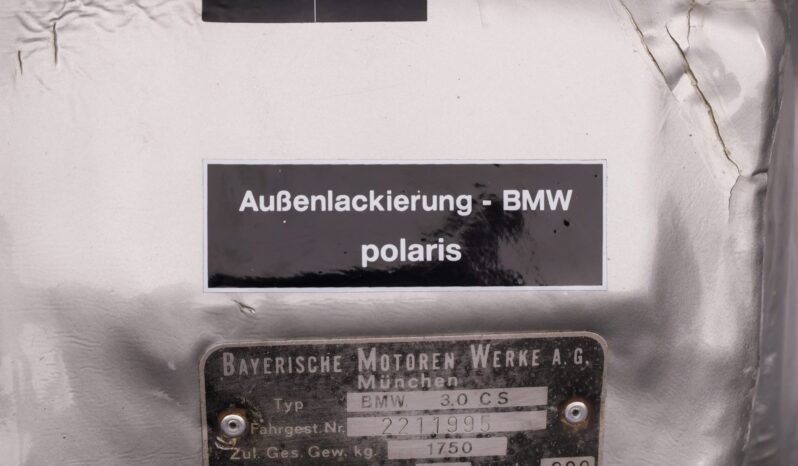 Außenlackierung - BMW
polaris
BAYERISCHE MOTOREN WERKE A.G.
München
Typ BMW 3.0 CS
Fahrgest.Nr. 2211995
Zul. Ges. Gew. kg. 1750